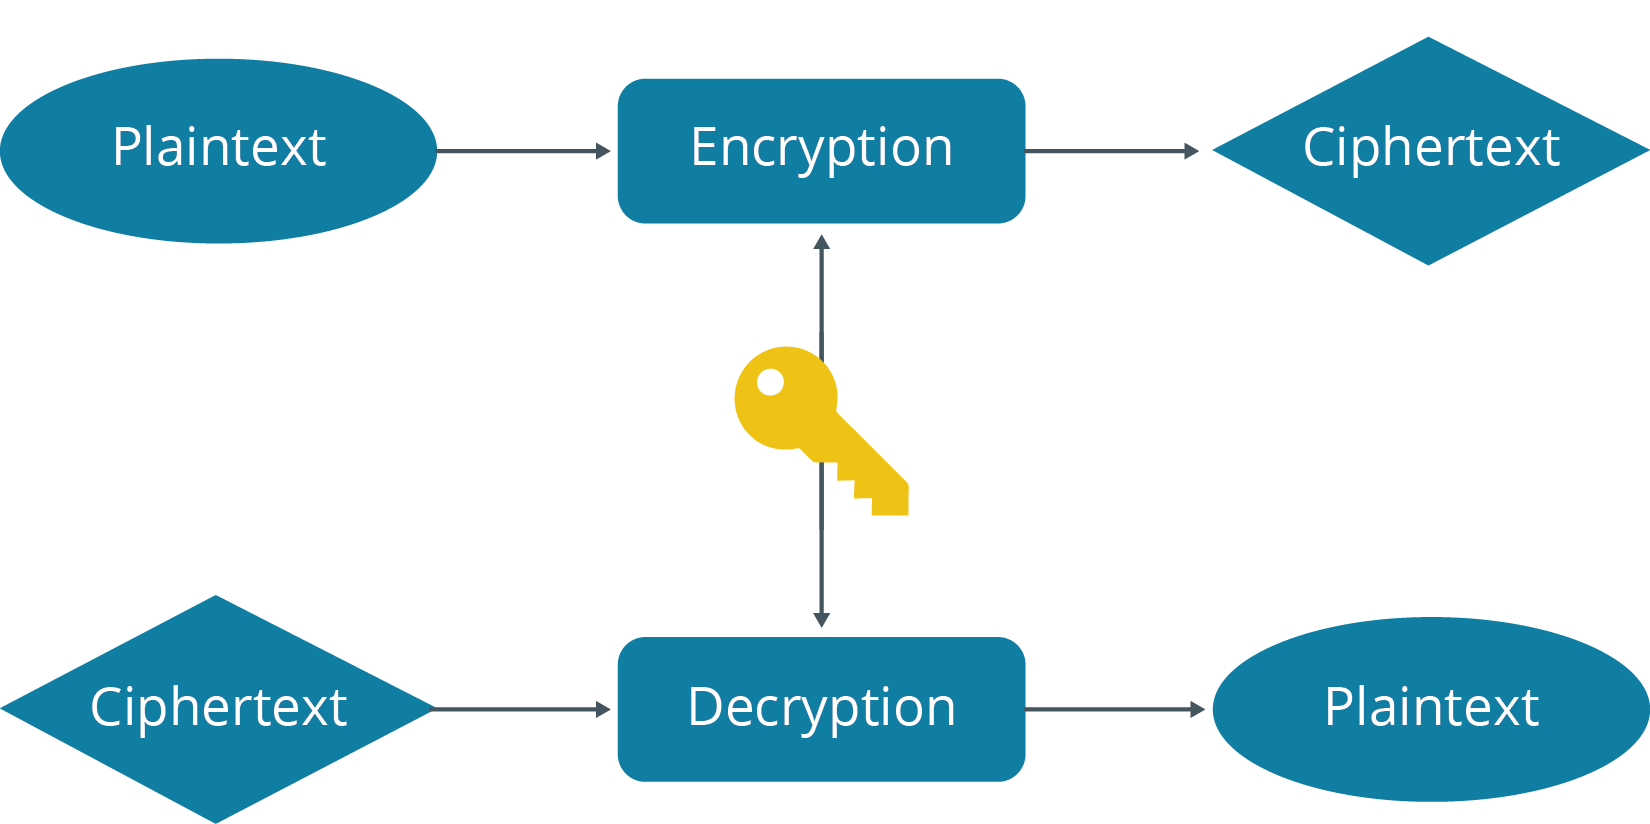 Plaintext
Encryption
Ciphertext
Ciphertext
Decryption
Plaintext